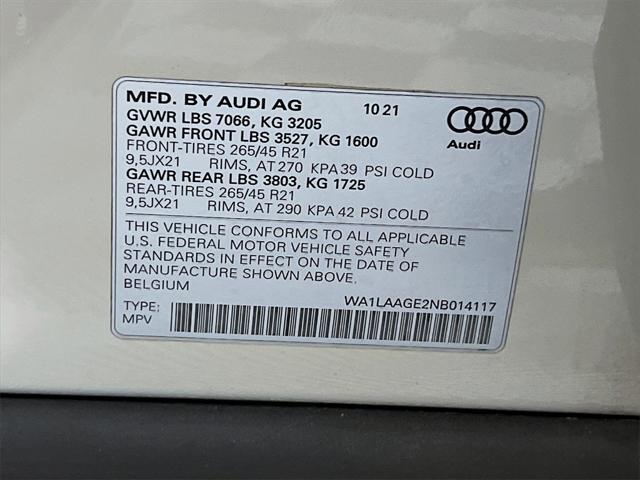 MFD. BY AUDI AG 10 21
GVWR LBS 7066, KG 3205
GAWR FRONT LBS 3527, KG 1600
FRONT-TIRES 265/45 R21
9,5JX21 RIMS, AT 270 KPA 39 PSI COLD
GAWR REAR LBS 3803, KG 1725
REAR-TIRES 265/45 R21
9,5JX21 RIMS, AT 290 KPA 42 PSI COLD
Audi
THIS VEHICLE CONFORMS TO ALL APPLICABLE
U.S. FEDERAL MOTOR VEHICLE SAFETY
STANDARDS IN EFFECT ON THE DATE OF
MANUFACTURE SHOWN ABOVE.
BELGIUM
WA1LAAGE2NB014117
TYPE:
MPV